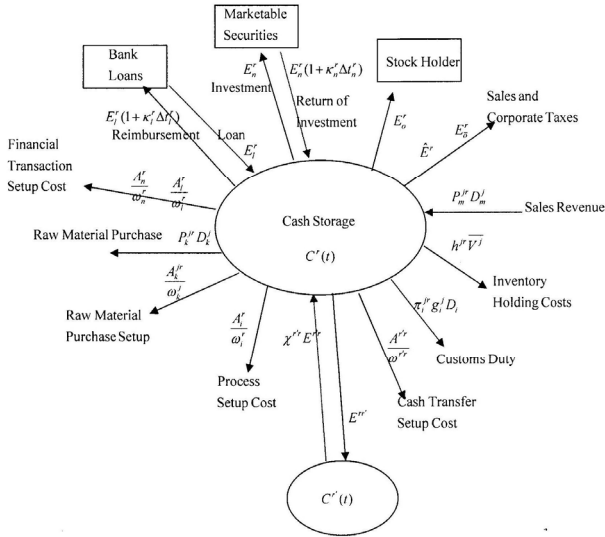 Marketable
Securities
Bank
Loans
Stock Holder
E_n^r
Investment
E_n^r(1+κ_n^rΔt_n^r)
Return of
Investment
E_l^r(1+κ_l^rΔt_l^r)
Reimbursement
Loan
E_l^r
E_o^r
Sales and
Corporate Taxes
Ê^r
E_õ^r
Financial
Transaction
Setup Cost
A_n^r/ω_n^r
A_l^r/ω_l^r
P_m^{jr} D_m^j
Sales Revenue
Cash Storage
C^r(t)
Raw Material Purchase
P_k^{jr} D_k^j
h^{jr} \overline{V^j}
Inventory
Holding Costs
A_k^{jr}/ω_k^j
Raw Material
Purchase Setup
π_i^{jr} g_i^j D_i
Customs Duty
A_i^r/ω_i^r
Process
Setup Cost
χ^{r'r} E^{r'r}
A^{r'r}/ω^{r'r}
Cash Transfer
Setup Cost
E^{rr'}
C^{r'}(t)